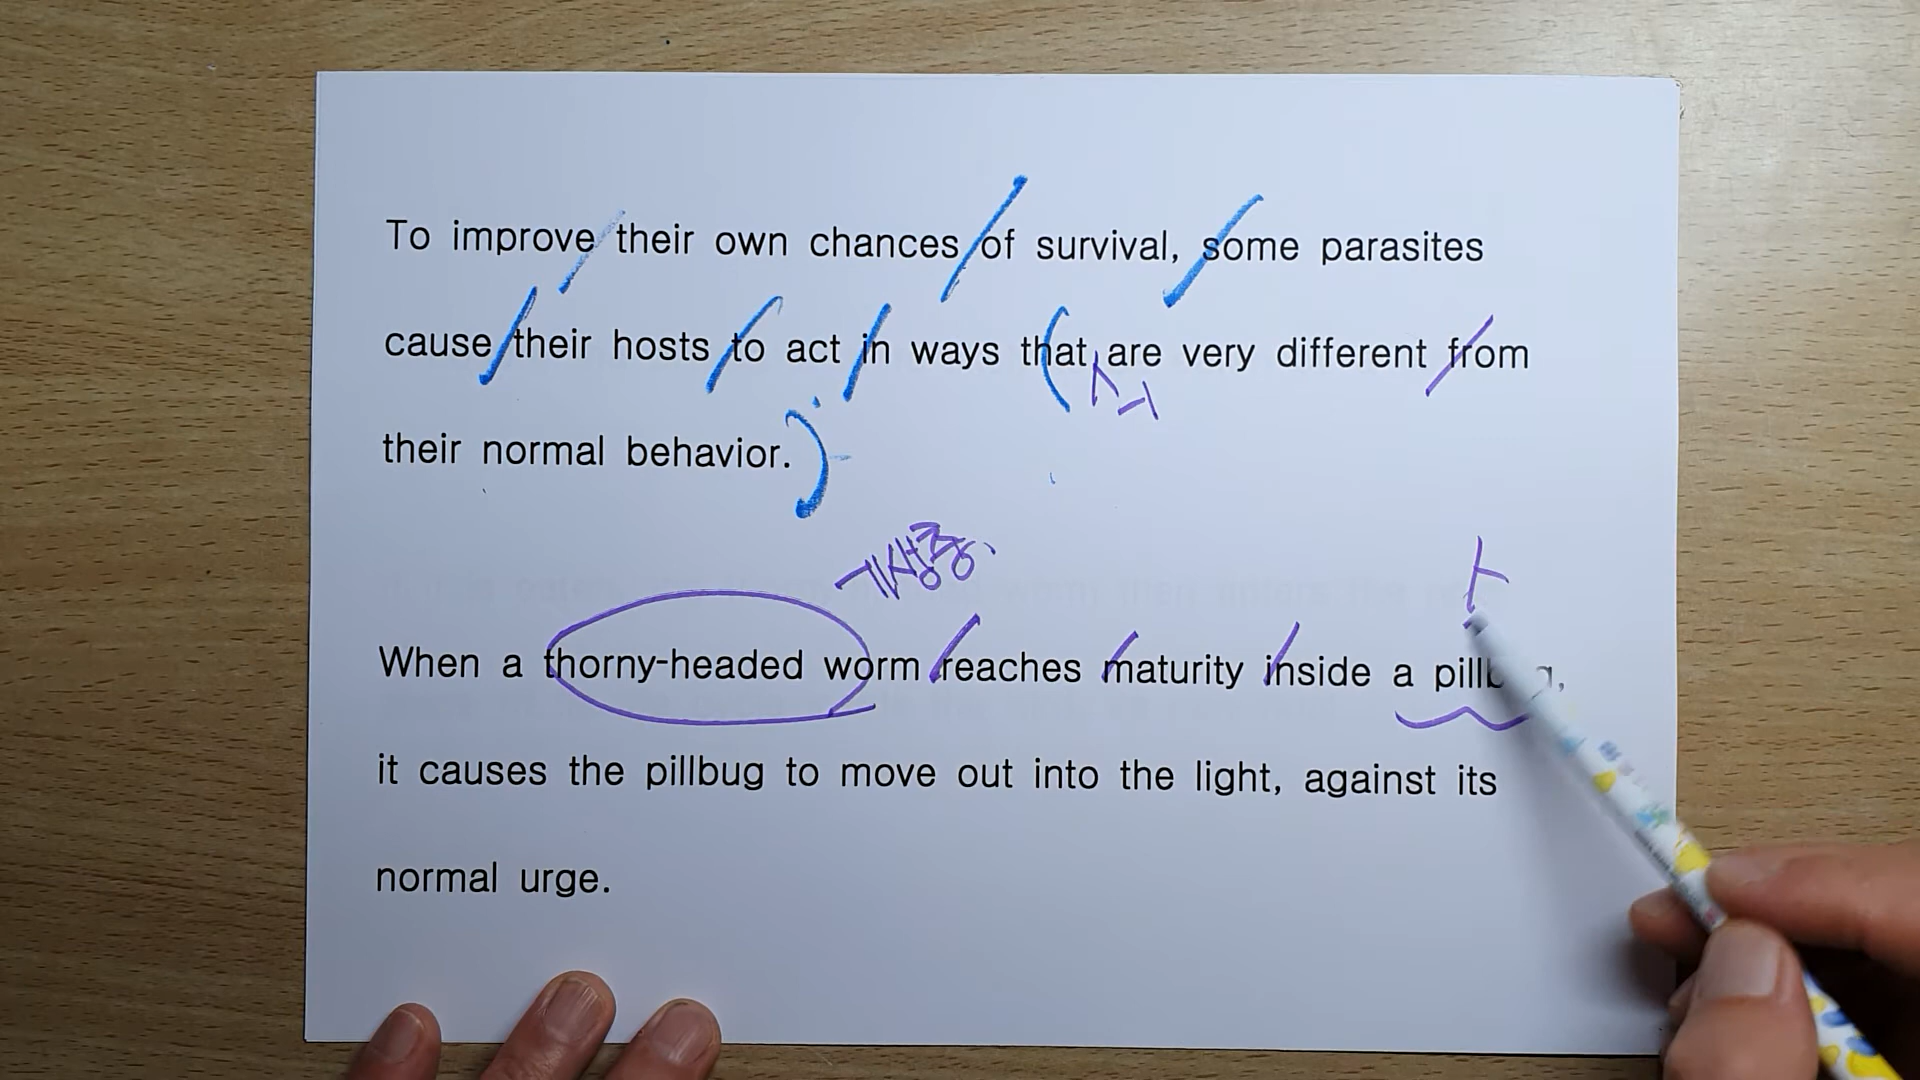 To improve their own chances of survival, some parasites
cause their hosts to act in ways that are very different from
their normal behavior.
기생충
When a thorny-headed worm reaches maturity inside a
it causes the pillbug to move out into the light, against its
normal urge.